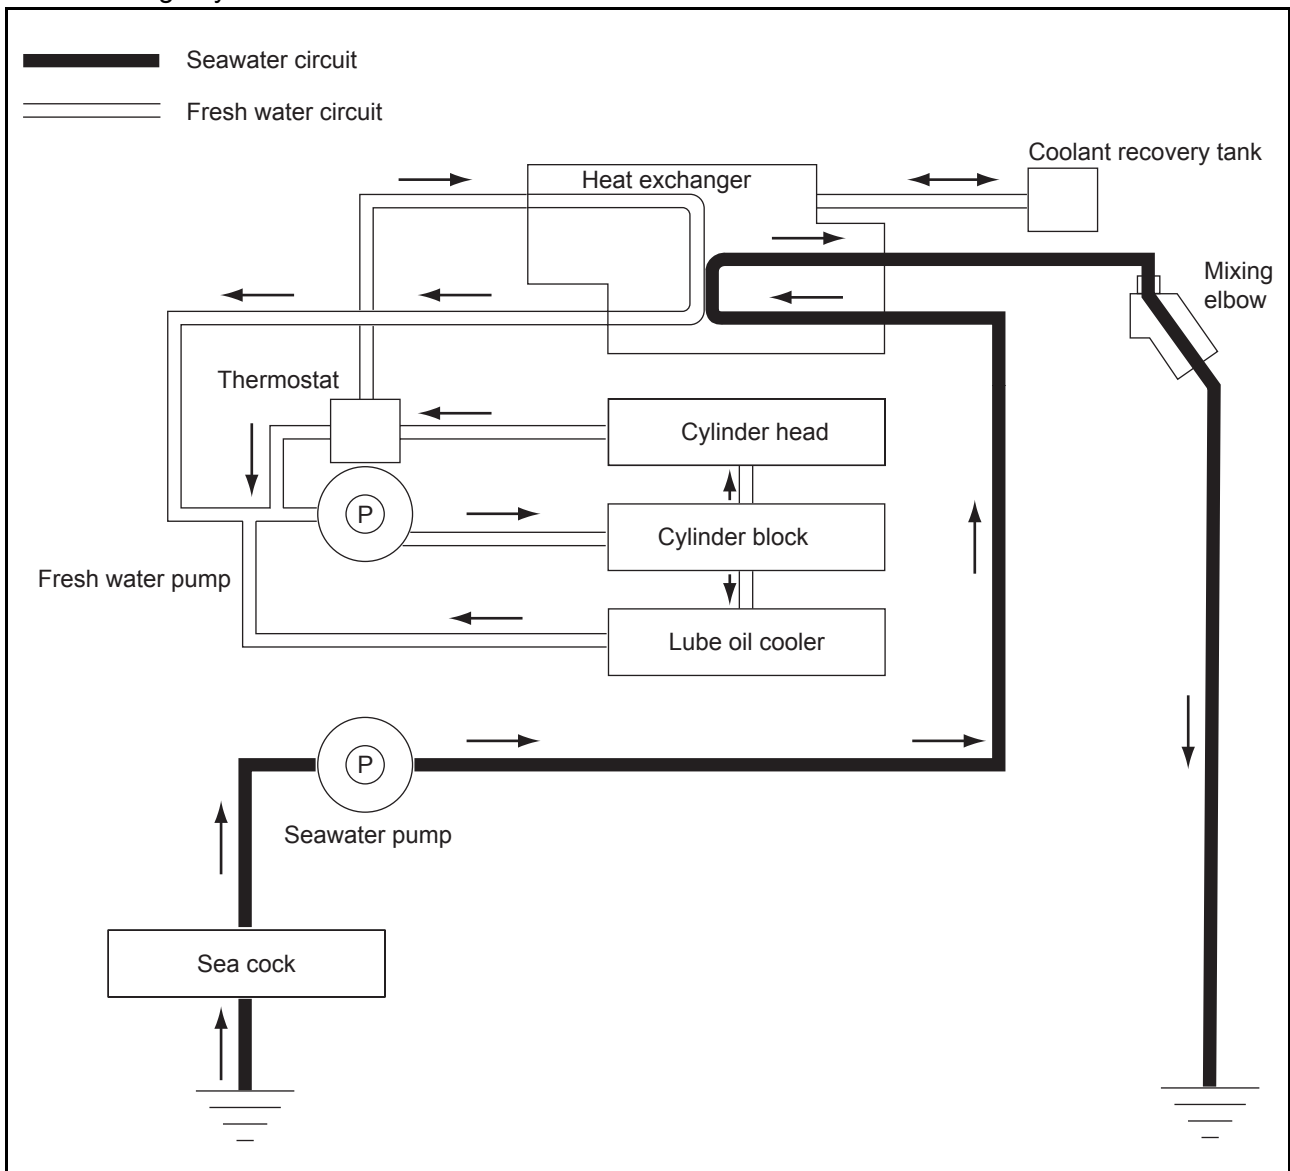 Seawater circuit
Fresh water circuit
Coolant recovery tank
Heat exchanger
Mixing
elbow
Thermostat
Cylinder head
P
Cylinder block
Fresh water pump
Lube oil cooler
P
Seawater pump
Sea cock